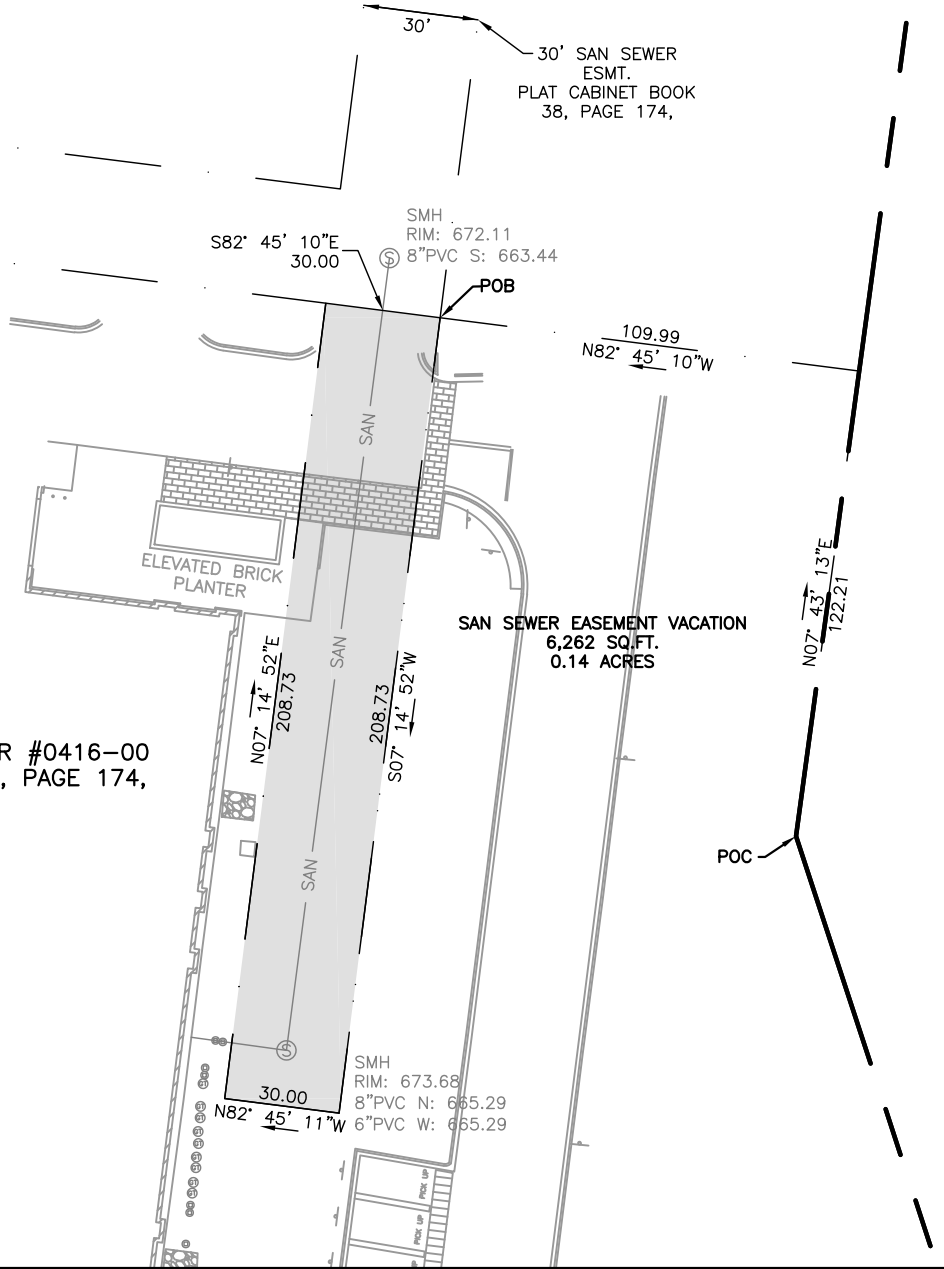 30'
30' SAN SEWER
ESMT.
PLAT CABINET BOOK
38, PAGE 174,
SMH
RIM: 672.11
8"PVC S: 663.44
S82° 45' 10"E
30.00
S
POB
109.99
N82° 45' 10"W
SAN
ELEVATED BRICK
PLANTER
SAN
SAN SEWER EASEMENT VACATION
6,262 SQ.FT.
0.14 ACRES
N07° 43' 13"E
122.21
N07° 14' 52"E
208.73
208.73
S07° 14' 52"W
R #0416-00
, PAGE 174,
SAN
POC
S
SMH
RIM: 673.68
8"PVC N: 665.29
6"PVC W: 665.29
30.00
N82° 45' 11"W
PICK UP
PICK UP